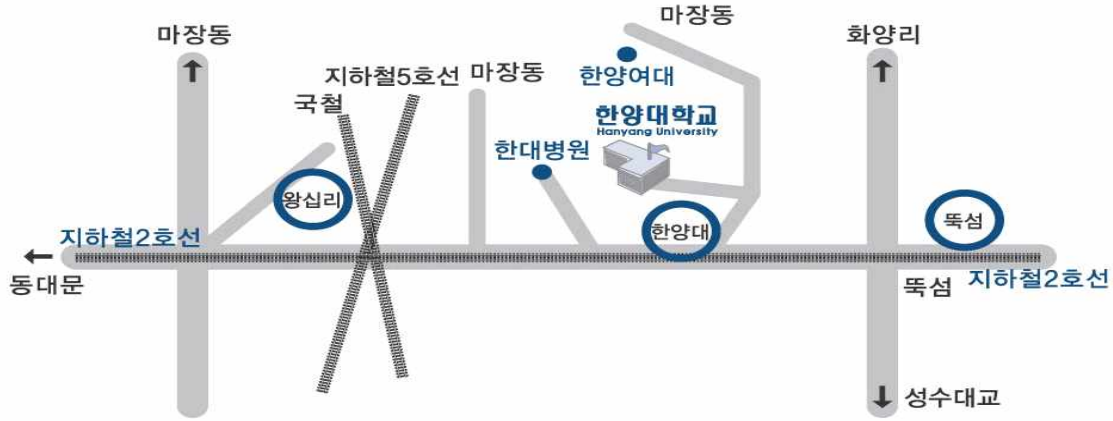 마장동
화양리
마장동
지하철5호선
마장동
국철
한양여대
한양대학교
Hanyang University
한대병원
왕십리
한양대
뚝섬
지하철2호선
동대문
뚝섬
지하철2호선
성수대교